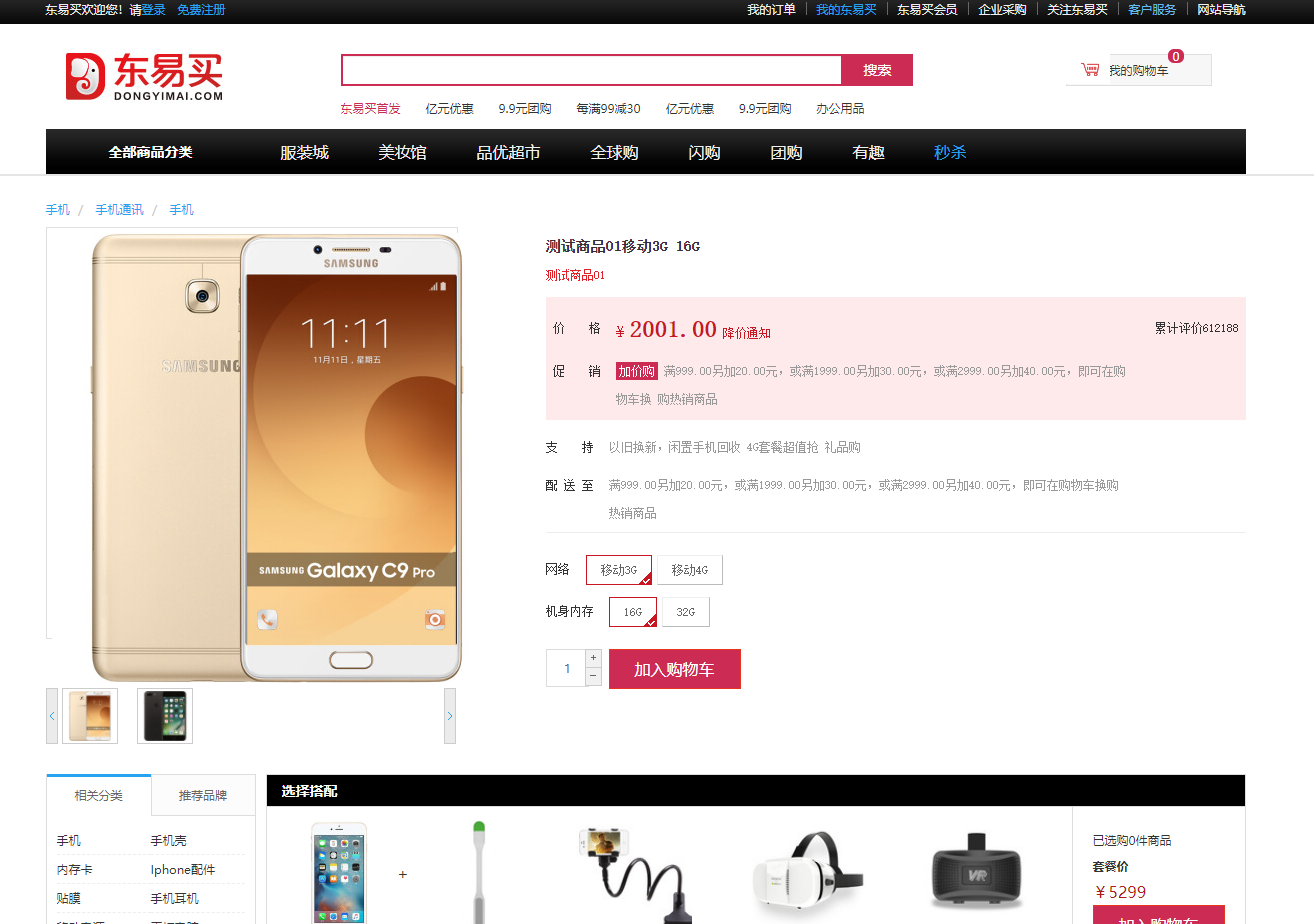 东易买欢迎您！请登录 免费注册
我的订单 我的东易买 东易买会员 企业采购 关注东易买 客户服务 网站导航
东易买
DONGYIMAI.COM
搜索
我的购物车 0
东易买首发 亿元优惠 9.9元团购 每满99减30 亿元优惠 9.9元团购 办公用品
全部商品分类 服装城 美妆馆 品优超市 全球购 闪购 团购 有趣 秒杀
手机 / 手机通讯 / 手机
SAMSUNG
11:11
11月11日，星期五
SAMSUNG
SAMSUNG Galaxy C9 Pro
测试商品01移动3G 16G
测试商品01
价 格 ¥ 2001.00 降价通知 累计评价612188
促 销 加价购 满999.00另加20.00元，或满1999.00另加30.00元，或满2999.00另加40.00元，即可在购
物车换 购热销商品
支 持 以旧换新，闲置手机回收 4G套餐超值抢 礼品购
配 送 至 满999.00另加20.00元，或满1999.00另加30.00元，或满2999.00另加40.00元，即可在购物车换购
热销商品
网络 移动3G 移动4G
机身内存 16G 32G
1 + - 加入购物车
< >
相关分类 推荐品牌
手机 手机壳
内存卡 Iphone配件
贴膜 手机耳机
选择搭配
+
VR
已选购0件商品
套餐价
￥5299
加入购物车